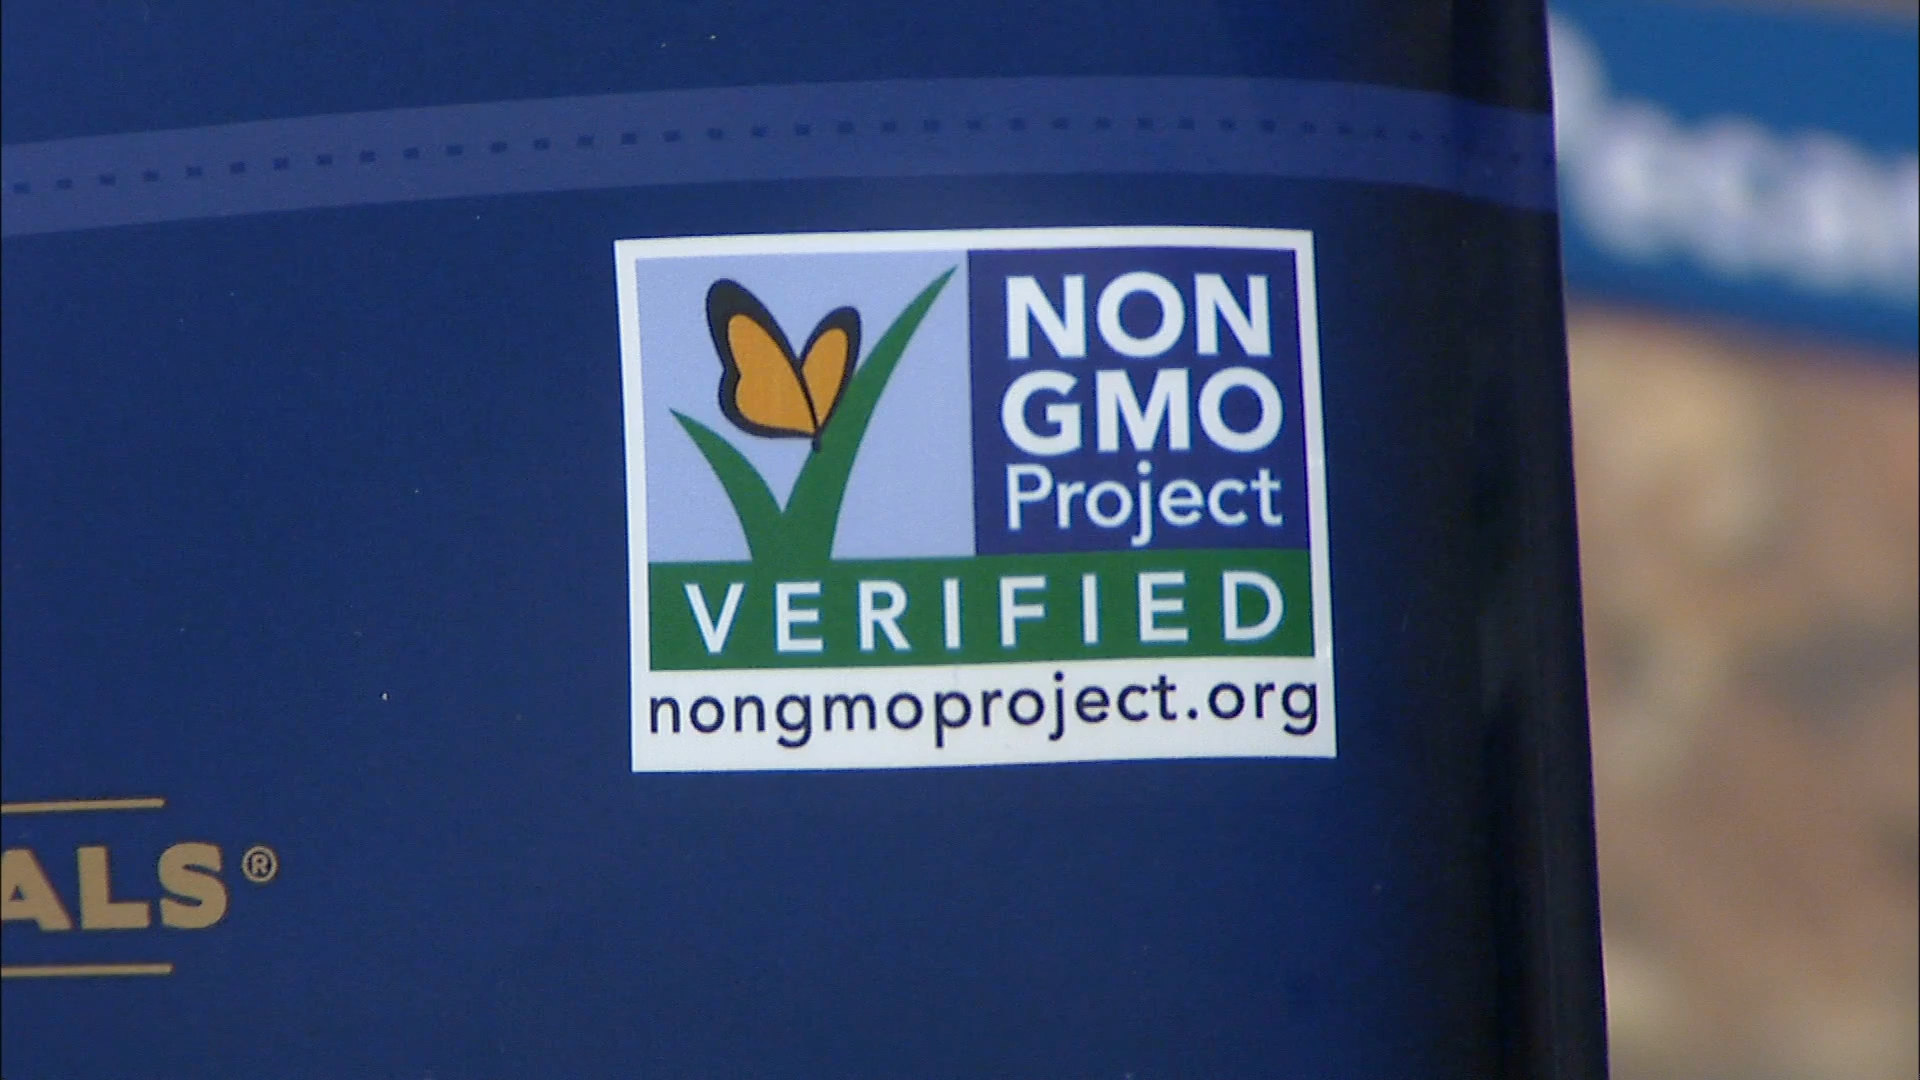 NON
GMO
Project
VERIFIED
nongmoproject.org
ALS®